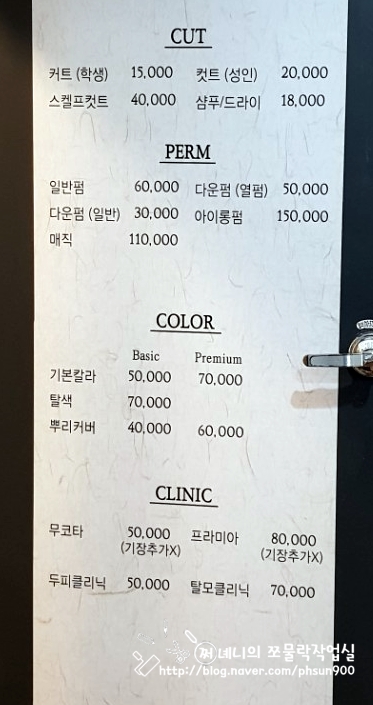 CUT
커트 (학생) 15,000 컷트 (성인) 20,000
스켈프컷트 40,000 샴푸/드라이 18,000
PERM
일반펌 60,000 다운펌 (열펌) 50,000
다운펌 (일반) 30,000 아이롱펌 150,000
매직 110,000
COLOR
Basic Premium
기본칼라 50,000 70,000
탈색 70,000
뿌리커버 40,000 60,000
CLINIC
무코타 50,000 프라미아 80,000
(기장추가X) (기장추가X)
두피클리닉 50,000 탈모클리닉 70,000
쪄녜니의 쪼물락작업실
http://blog.naver.com/phsun900